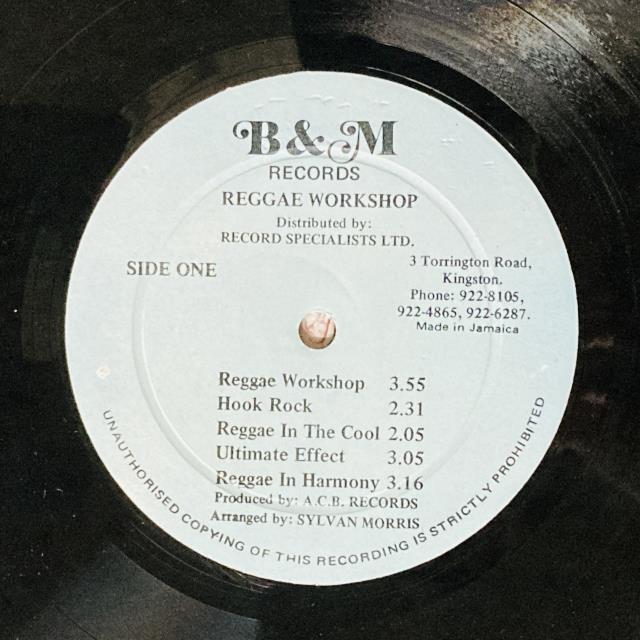 B & M
RECORDS
REGGAE WORKSHOP
Distributed by:
RECORD SPECIALISTS LTD.
SIDE ONE
3 Torrington Road,
Kingston.
Phone: 922-8105,
922-4865, 922-6287.
Made in Jamaica
Reggae Workshop 3.55
Hook Rock 2.31
Reggae In The Cool 2.05
Ultimate Effect 3.05
Reggae In Harmony 3.16
Produced by: A.C.B. RECORDS
Arranged by: SYLVAN MORRIS
UNAUTHORISED COPYING OF THIS RECORDING IS STRICTLY PROHIBITED